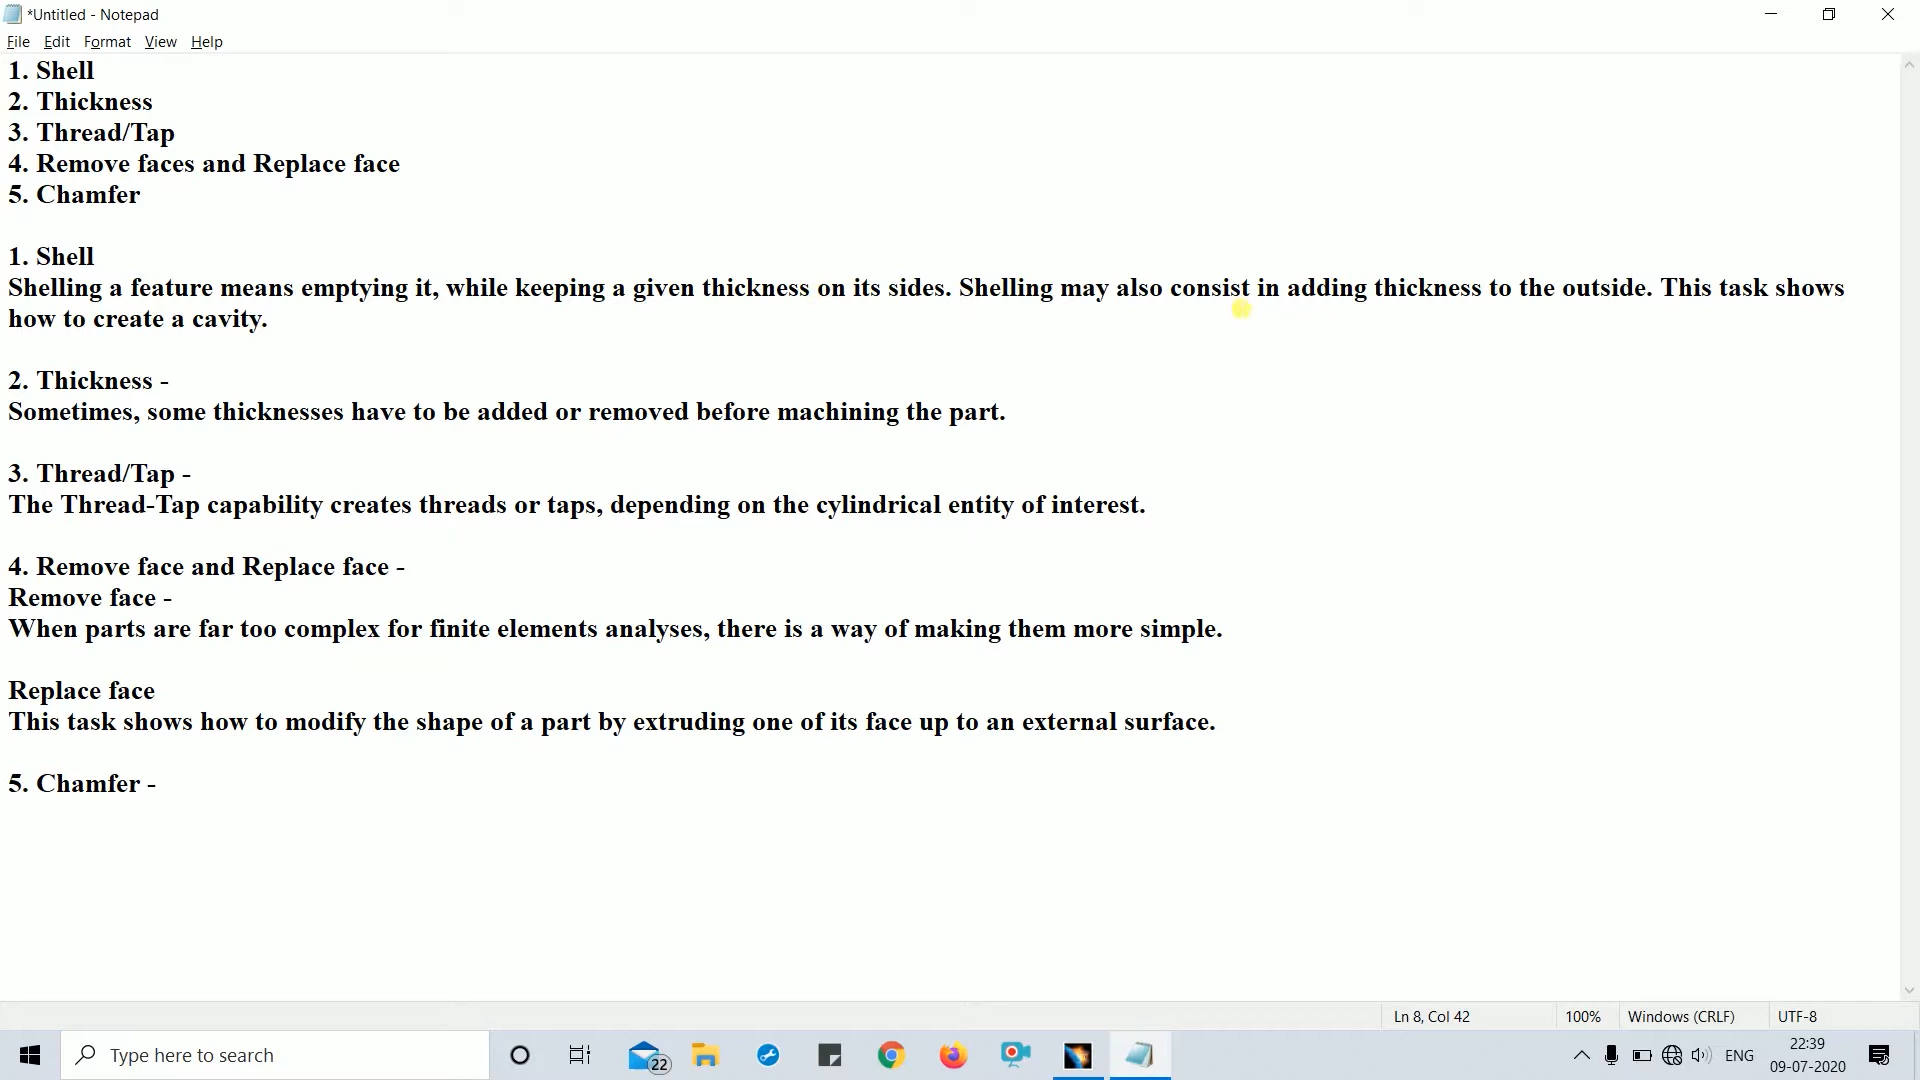 *Untitled - Notepad
File Edit Format View Help
1. Shell
2. Thickness
3. Thread/Tap
4. Remove faces and Replace face
5. Chamfer
1. Shell
Shelling a feature means emptying it, while keeping a given thickness on its sides. Shelling may also consist in adding thickness to the outside. This task shows
how to create a cavity.
2. Thickness -
Sometimes, some thicknesses have to be added or removed before machining the part.
3. Thread/Tap -
The Thread-Tap capability creates threads or taps, depending on the cylindrical entity of interest.
4. Remove face and Replace face -
Remove face -
When parts are far too complex for finite elements analyses, there is a way of making them more simple.
Replace face
This task shows how to modify the shape of a part by extruding one of its face up to an external surface.
5. Chamfer -
Ln 8, Col 42 100% Windows (CRLF) UTF-8
Type here to search 22 ENG 22:39
09-07-2020